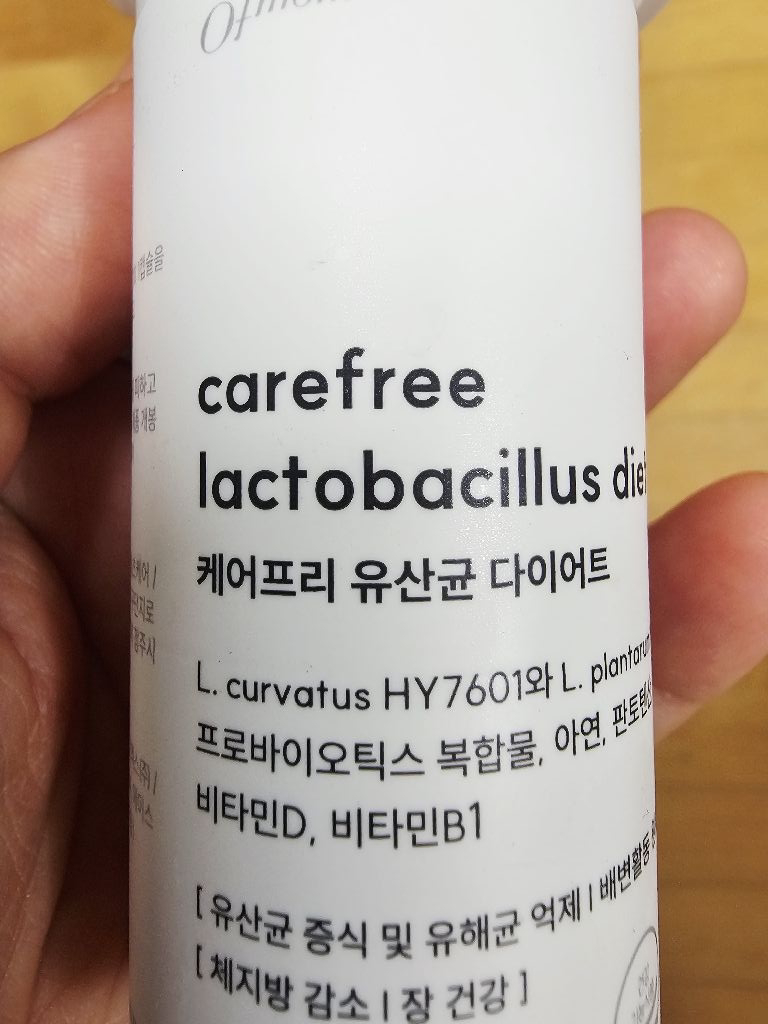 carefree
lactobacillus diet
케어프리 유산균 다이어트
L. curvatus HY7601와 L. plantarum
프로바이오틱스 복합물, 아연, 판토텐산
비타민D, 비타민B1
[ 유산균 증식 및 유해균 억제 I 배변활동
[ 체지방 감소 I 장 건강 ]